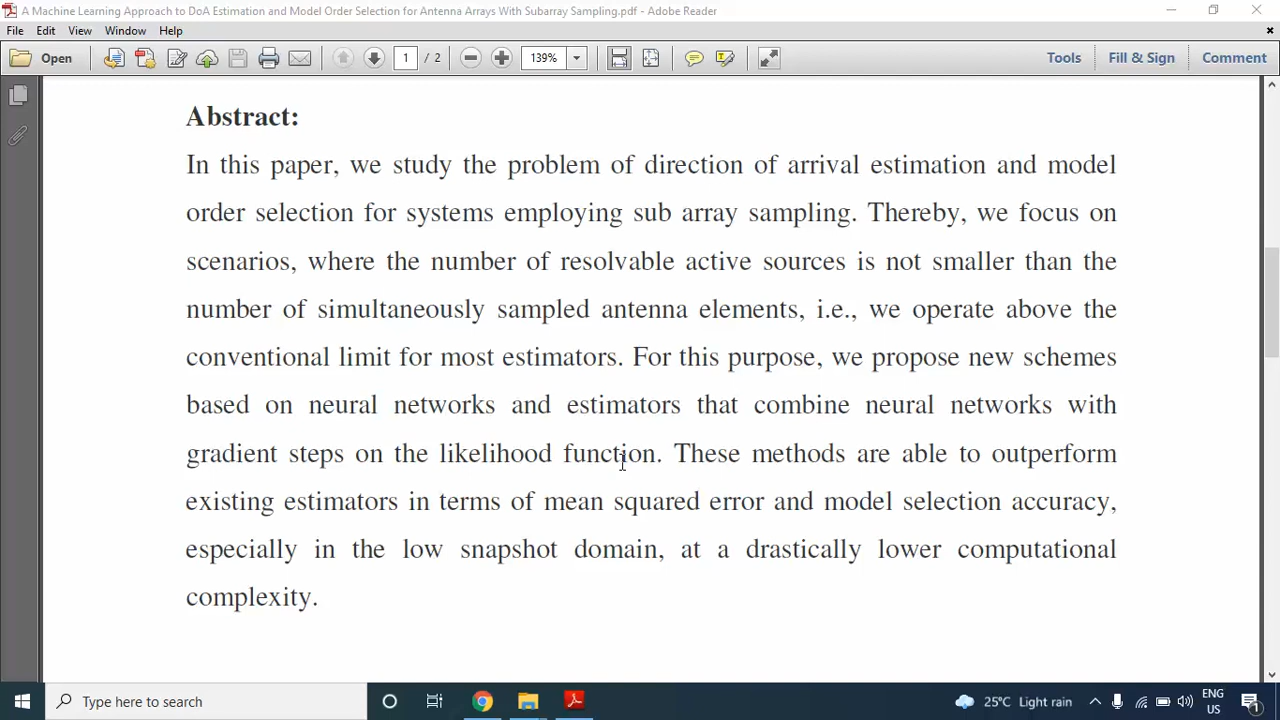 A Machine Learning Approach to DoA Estimation and Model Order Selection for Antenna Arrays With Subarray Sampling.pdf - Adobe Reader
File Edit View Window Help
Open 1 / 2 139% Tools Fill & Sign Comment
Abstract:
In this paper, we study the problem of direction of arrival estimation and model
order selection for systems employing sub array sampling. Thereby, we focus on
scenarios, where the number of resolvable active sources is not smaller than the
number of simultaneously sampled antenna elements, i.e., we operate above the
conventional limit for most estimators. For this purpose, we propose new schemes
based on neural networks and estimators that combine neural networks with
gradient steps on the likelihood function. These methods are able to outperform
existing estimators in terms of mean squared error and model selection accuracy,
especially in the low snapshot domain, at a drastically lower computational
complexity.
Type here to search 25°C Light rain ENG
US 1